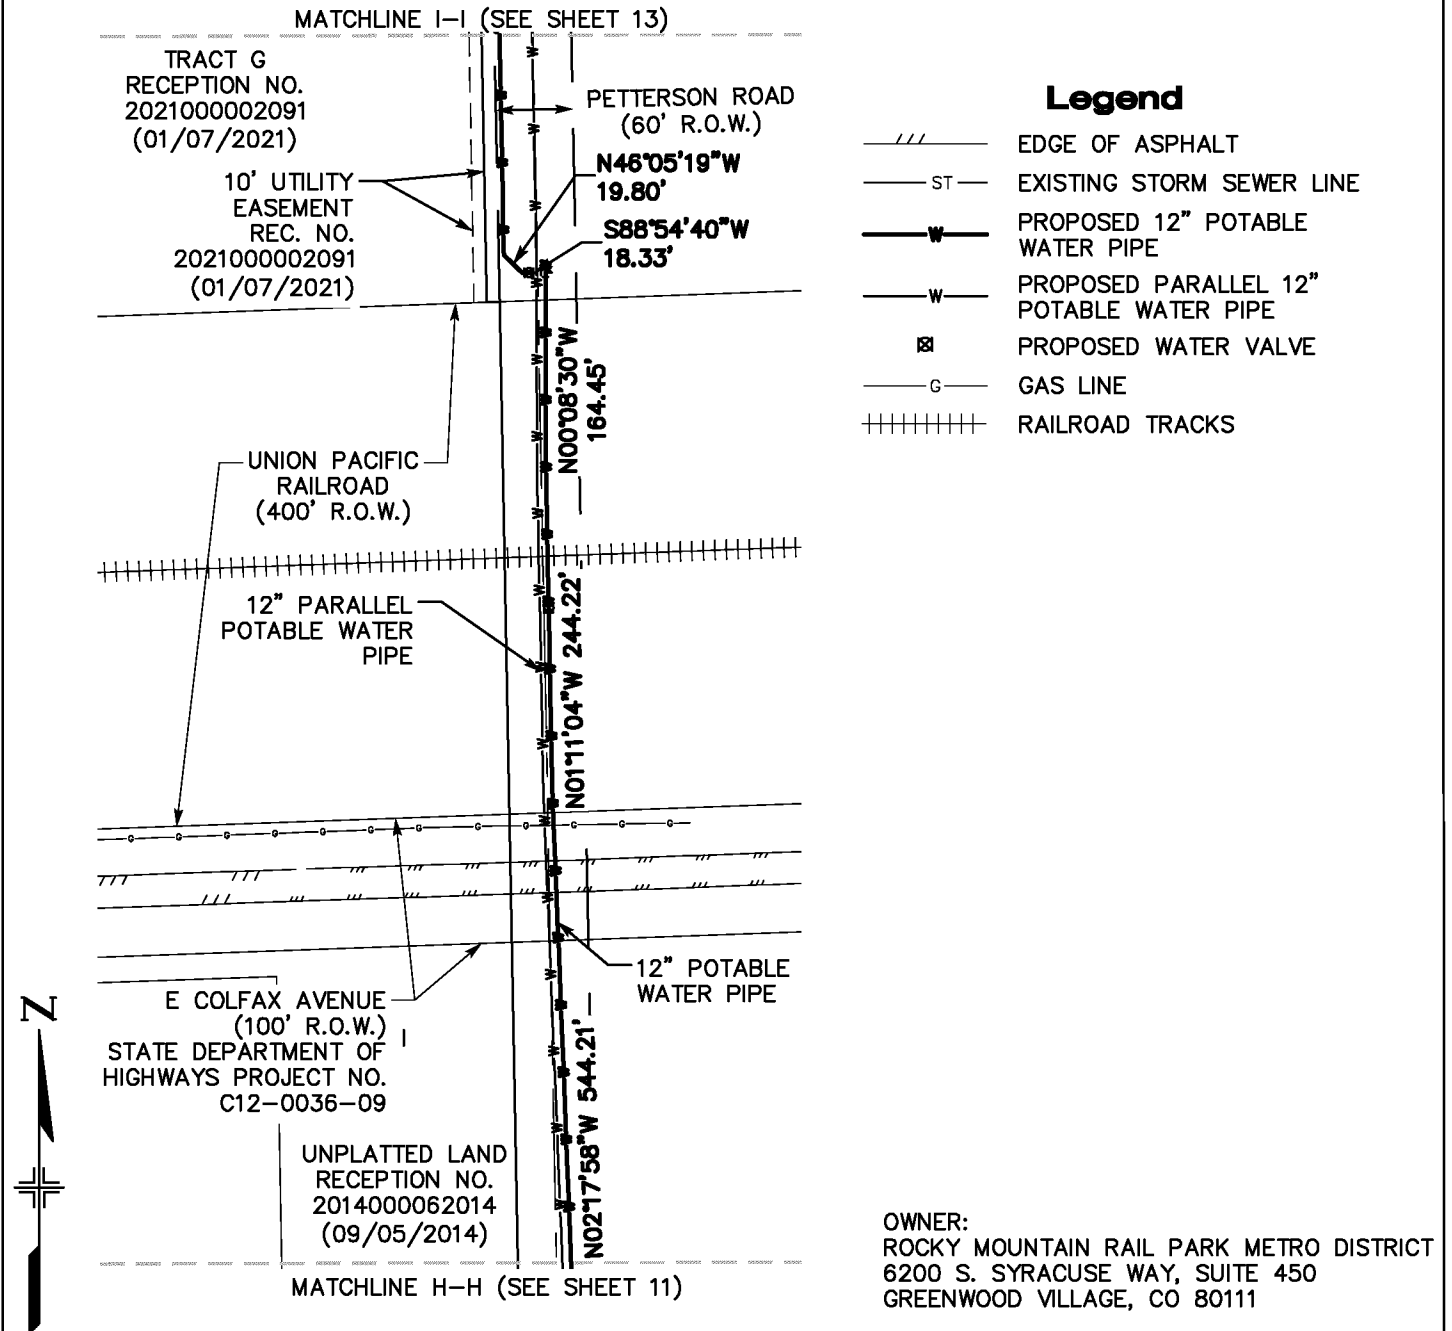 MATCHLINE I-I (SEE SHEET 13)
TRACT G
RECEPTION NO.
2021000002091
(01/07/2021)
10' UTILITY
EASEMENT
REC. NO.
2021000002091
(01/07/2021)
PETTERSON ROAD
(60' R.O.W.)
N46°05'19"W
19.80'
S88°54'40"W
18.33'
N00°08'30"W
164.45'
UNION PACIFIC
RAILROAD
(400' R.O.W.)
12" PARALLEL
POTABLE WATER
PIPE
N01°11'04"W 244.22'
12" POTABLE
WATER PIPE
E COLFAX AVENUE
(100' R.O.W.)
STATE DEPARTMENT OF
HIGHWAYS PROJECT NO.
C12-0036-09
N02°17'58"W 544.21'
UNPLATTED LAND
RECEPTION NO.
2014000062014
(09/05/2014)
MATCHLINE H-H (SEE SHEET 11)
N
Legend
EDGE OF ASPHALT
ST EXISTING STORM SEWER LINE
W PROPOSED 12" POTABLE
WATER PIPE
W PROPOSED PARALLEL 12"
POTABLE WATER PIPE
PROPOSED WATER VALVE
G GAS LINE
RAILROAD TRACKS
OWNER:
ROCKY MOUNTAIN RAIL PARK METRO DISTRICT
6200 S. SYRACUSE WAY, SUITE 450
GREENWOOD VILLAGE, CO 80111